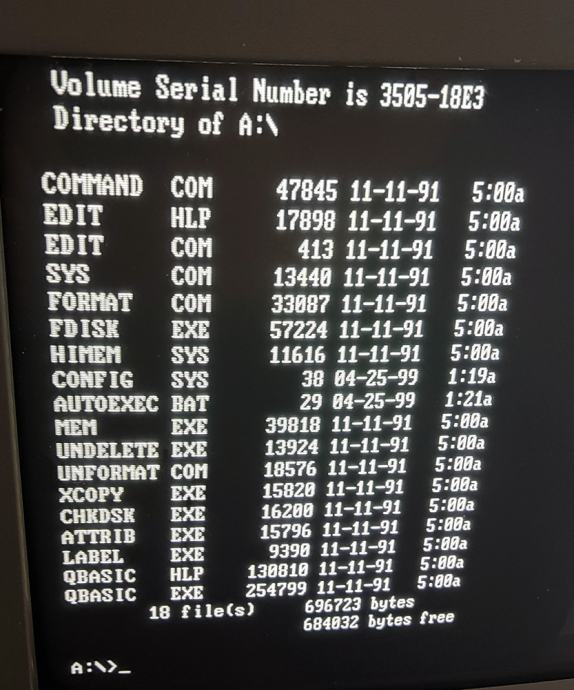 Volume Serial Number is 3505-18E3
Directory of A:\
COMMAND COM 47845 11-11-91 5:00a
EDIT HLP 17898 11-11-91 5:00a
EDIT COM 413 11-11-91 5:00a
SYS COM 13440 11-11-91 5:00a
FORMAT COM 33087 11-11-91 5:00a
FDISK EXE 57224 11-11-91 5:00a
HIMEM SYS 11616 11-11-91 5:00a
CONFIG SYS 38 04-25-99 1:19a
AUTOEXEC BAT 29 04-25-99 1:21a
MEM EXE 39818 11-11-91 5:00a
UNDELETE EXE 13924 11-11-91 5:00a
UNFORMAT COM 18576 11-11-91 5:00a
XCOPY EXE 15820 11-11-91 5:00a
CHKDSK EXE 16200 11-11-91 5:00a
ATTRIB EXE 15796 11-11-91 5:00a
LABEL EXE 9390 11-11-91 5:00a
QBASIC HLP 130810 11-11-91 5:00a
QBASIC EXE 254799 11-11-91 5:00a
18 file(s) 696723 bytes
684032 bytes free
A:\>_